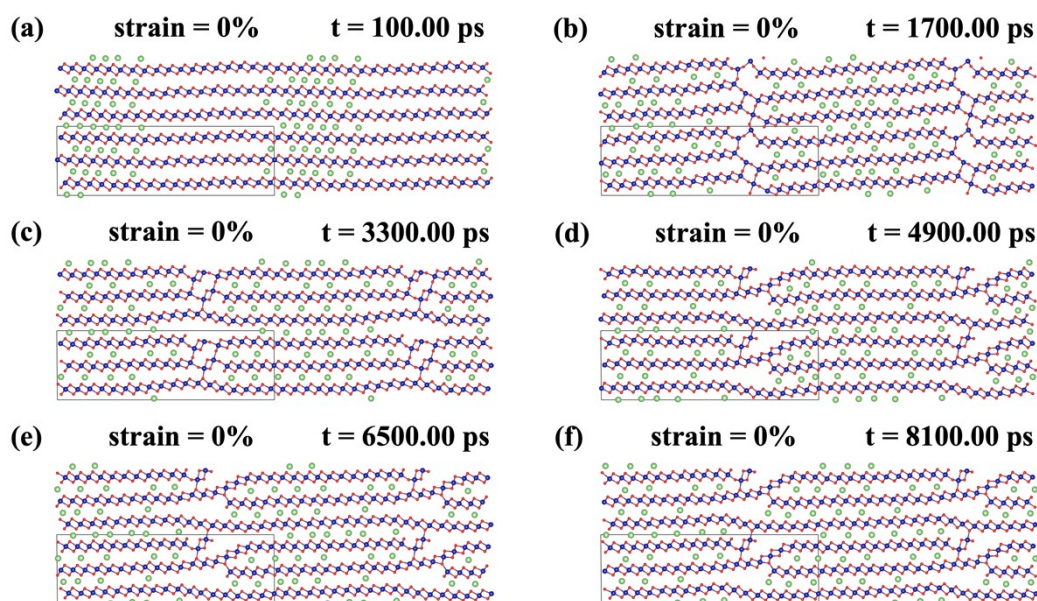 (a) strain = 0% t = 100.00 ps
(b) strain = 0% t = 1700.00 ps
(c) strain = 0% t = 3300.00 ps
(d) strain = 0% t = 4900.00 ps
(e) strain = 0% t = 6500.00 ps
(f) strain = 0% t = 8100.00 ps